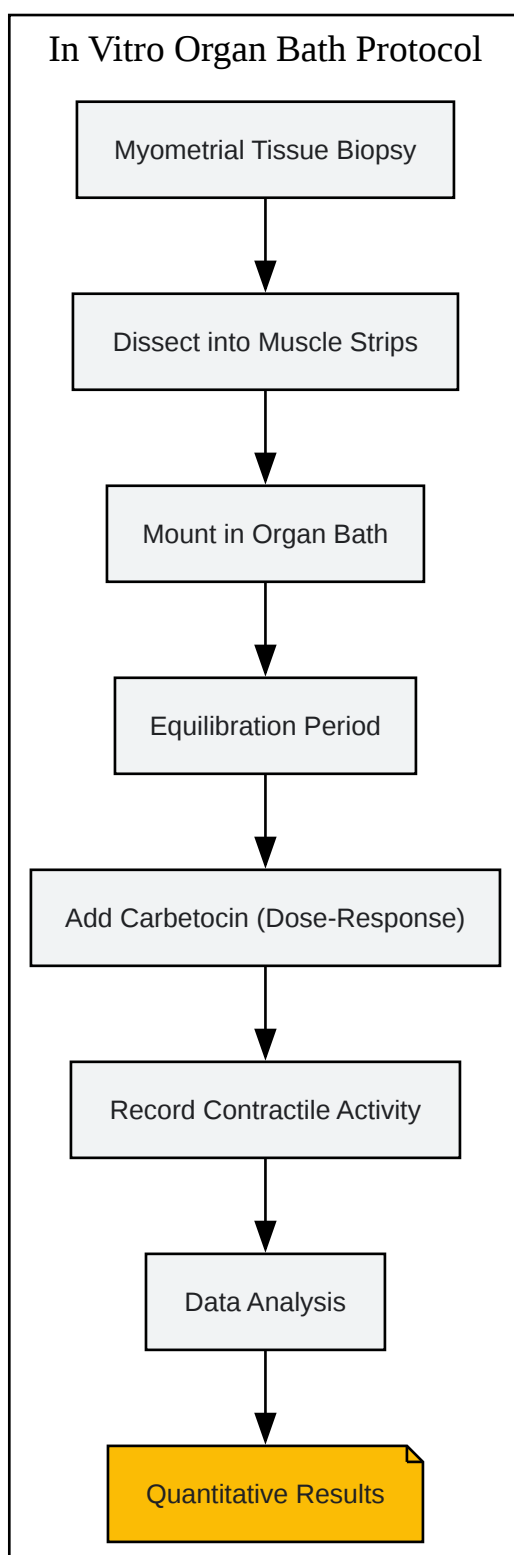 In Vitro Organ Bath Protocol
Myometrial Tissue Biopsy
Dissect into Muscle Strips
Mount in Organ Bath
Equilibration Period
Add Carbetocin (Dose-Response)
Record Contractile Activity
Data Analysis
Quantitative Results